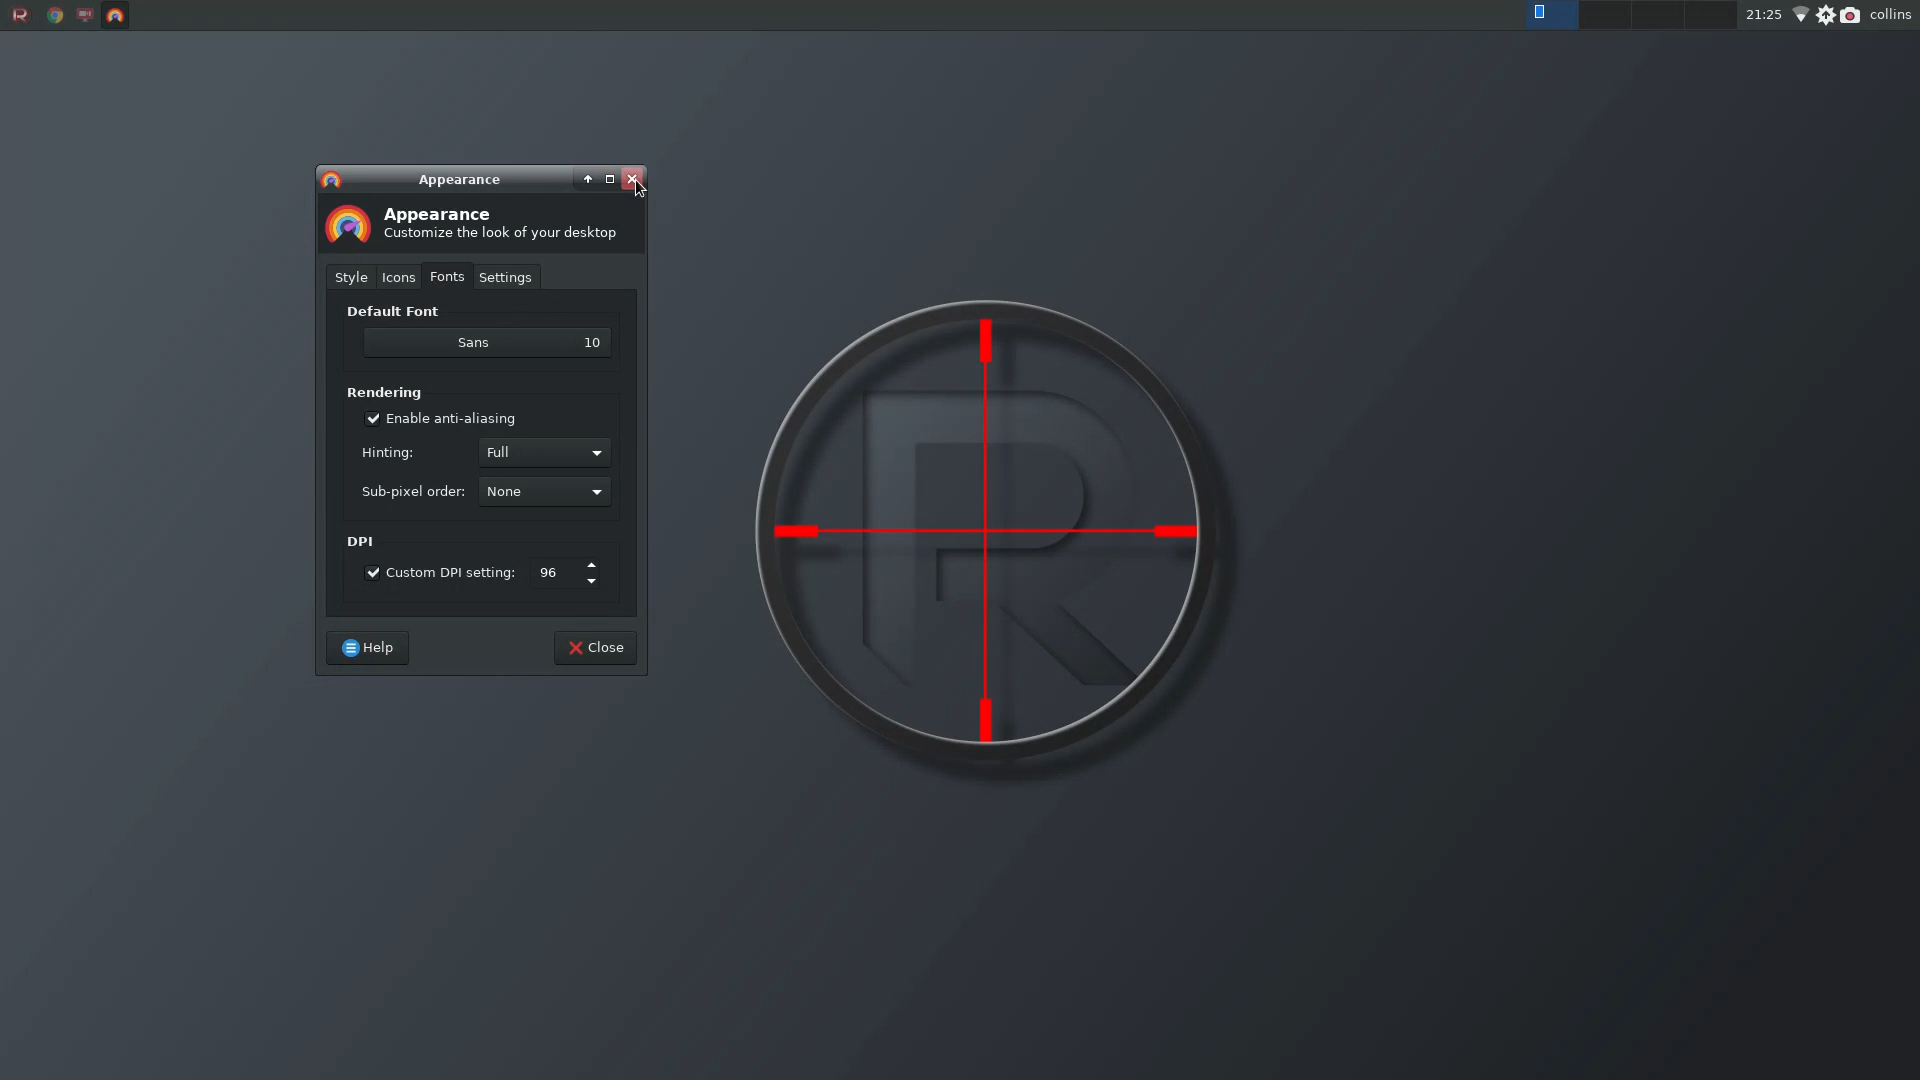 21:25
collins
Appearance
Appearance
Customize the look of your desktop
Style
Icons
Fonts
Settings
Default Font
Sans 10
Rendering
Enable anti-aliasing
Hinting: Full
Sub-pixel order: None
DPI
Custom DPI setting: 96
Help
Close